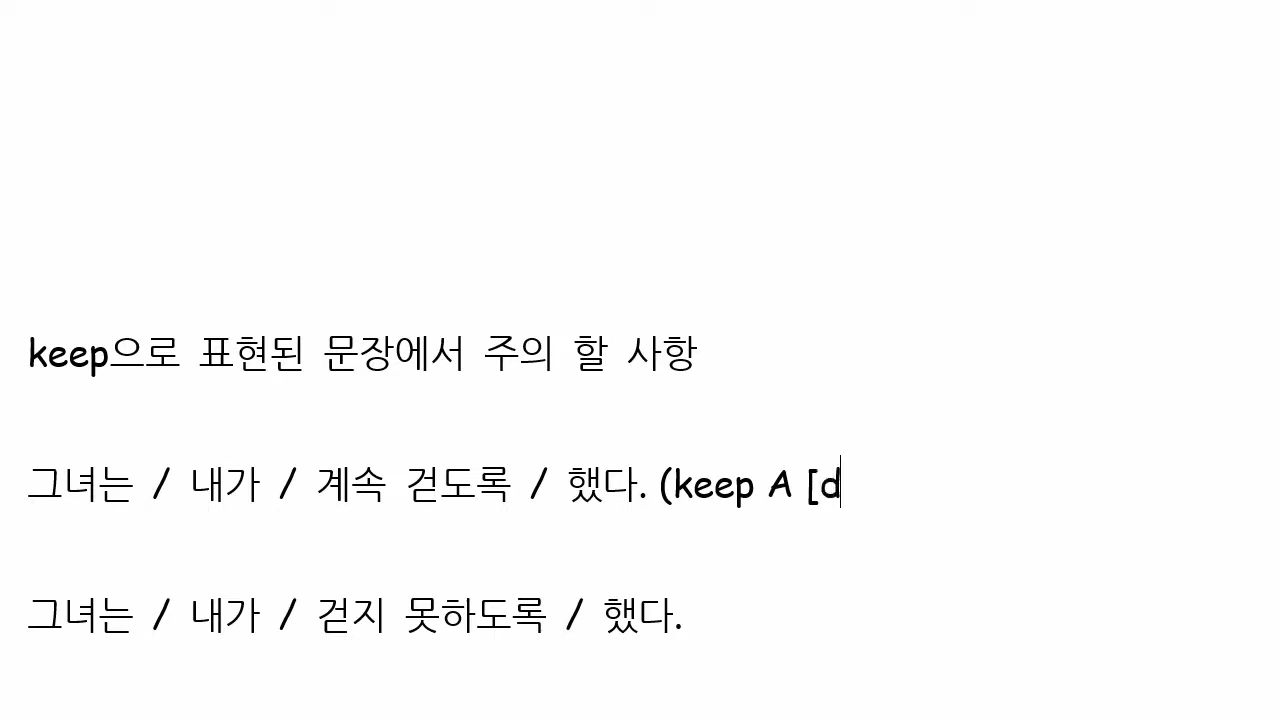 keep으로 표현된 문장에서 주의 할 사항
그녀는 / 내가 / 계속 걷도록 / 했다. (keep A [d
그녀는 / 내가 / 걷지 못하도록 / 했다.